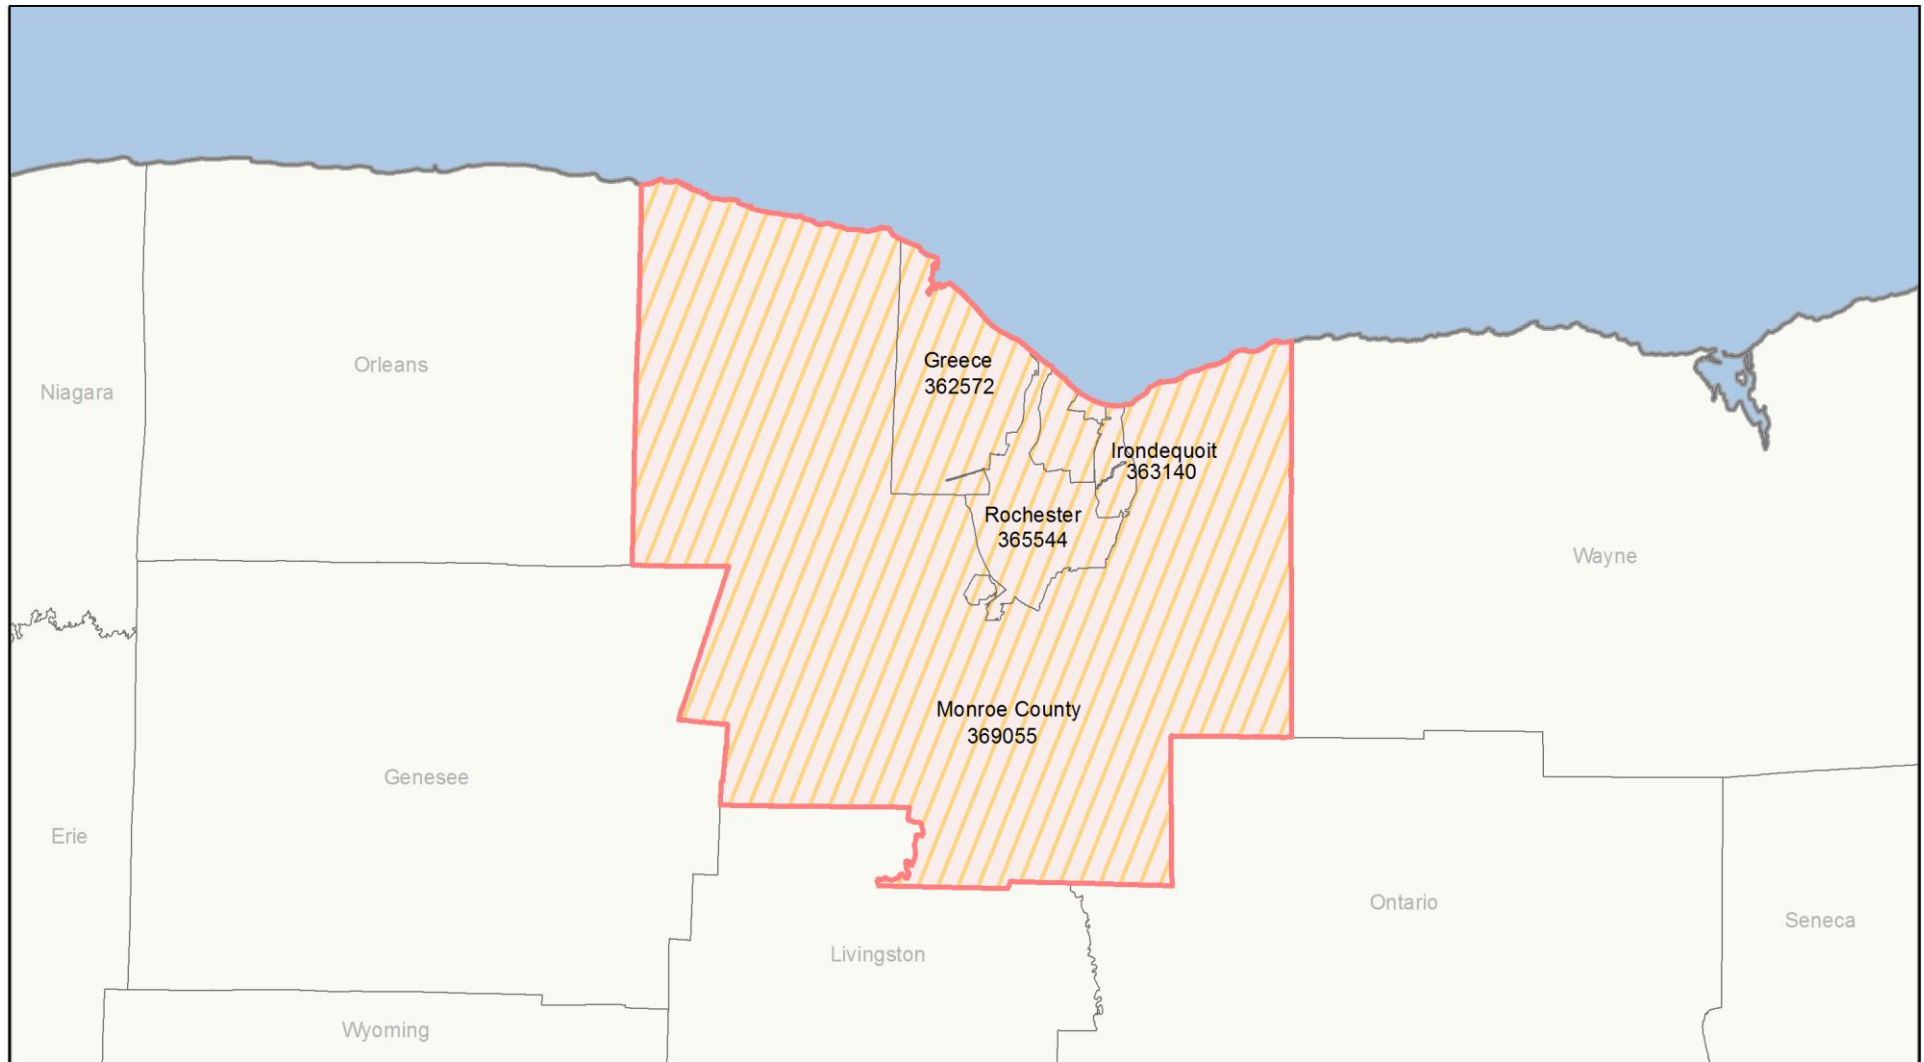 Greece
362572
Orleans
Niagara
Irondequoit
363140
Rochester
365544
Wayne
Monroe County
369055
Genesee
Erie
Ontario
Seneca
Livingston
Wyoming